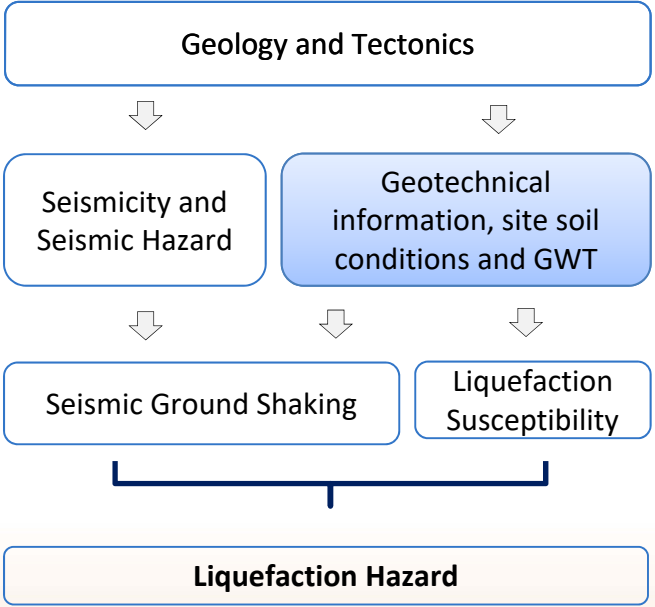 Geology and Tectonics
Seismicity and
Seismic Hazard
Geotechnical
information, site soil
conditions and GWT
Seismic Ground Shaking
Liquefaction
Susceptibility
Liquefaction Hazard